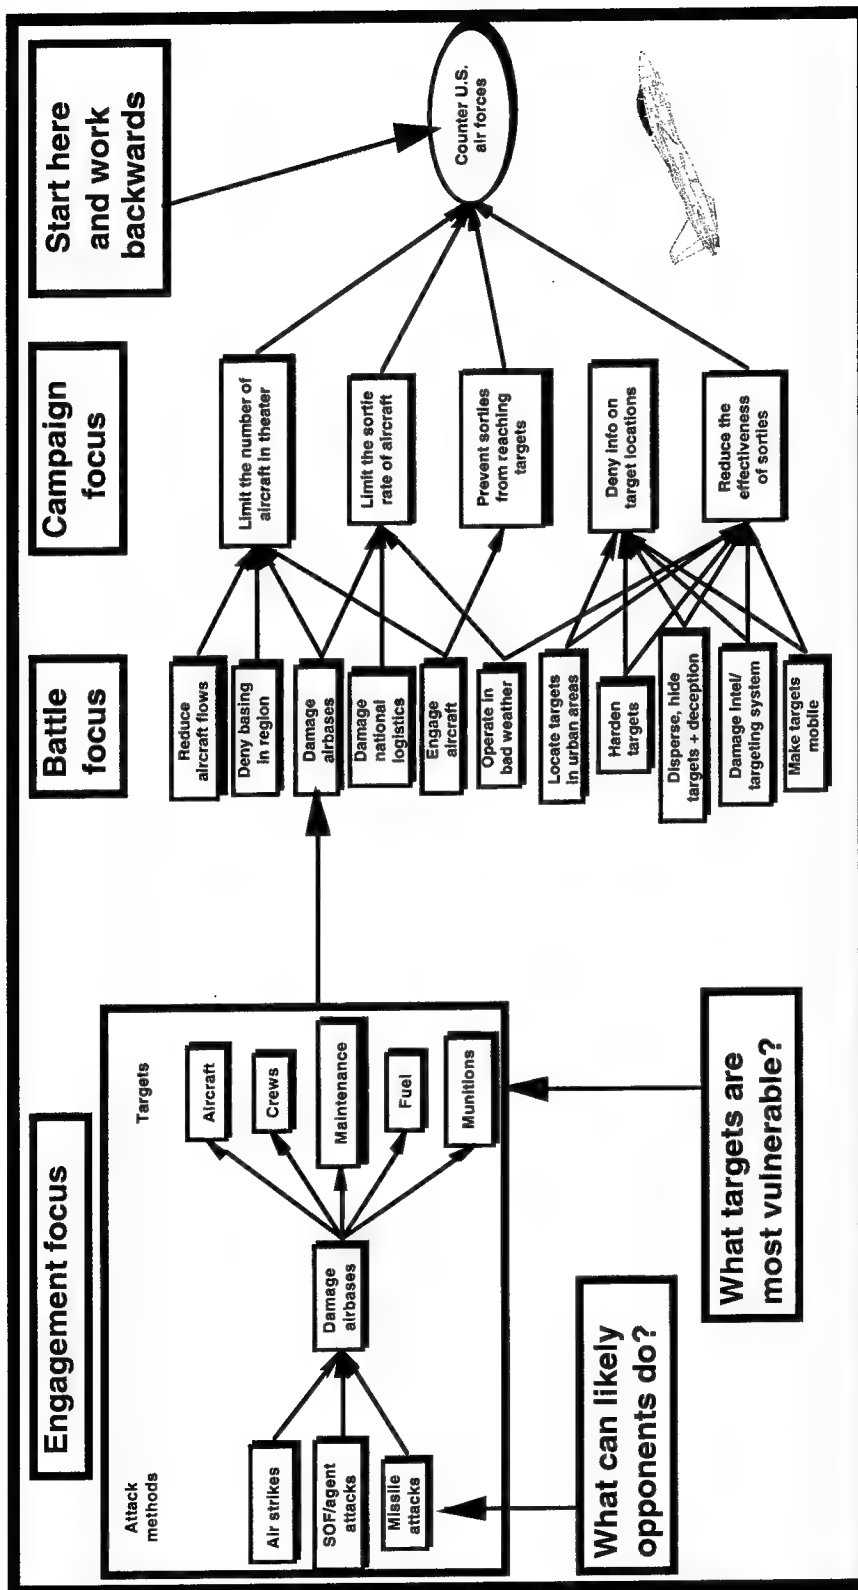 Engagement focus
Battle
focus
Campaign
focus
Start here
and work
backwards
Attack
methods
Targets
Air strikes
SOF/agent
attacks
Missile
attacks
Damage
airbases
Aircraft
Crews
Maintenance
Fuel
Munitions
Reduce
aircraft flows
Deny basing
in region
Damage
airbases
Damage
national
logistics
Engage
aircraft
Operate in
bad weather
Locate targets
in urban areas
Harden
targets
Disperse, hide
targets + deception
Damage Intel/
targeting system
Make targets
mobile
Limit the number of
aircraft in theater
Limit the sortie
rate of aircraft
Prevent sorties
from reaching
targets
Deny info on
target locations
Reduce the
effectiveness
of sorties
Counter U.S.
air forces
What can likely
opponents do?
What targets are
most vulnerable?